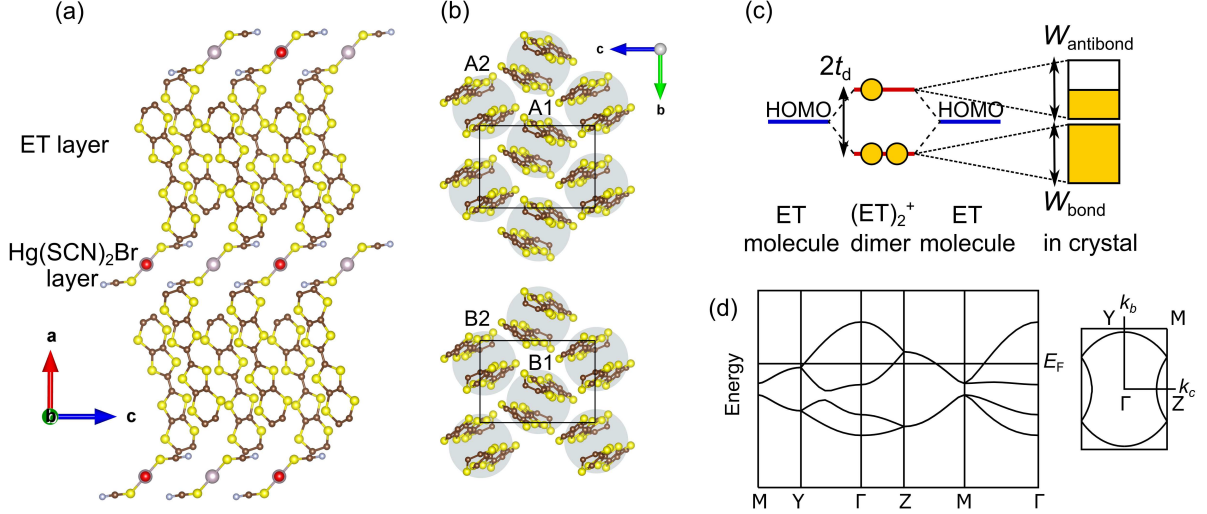 (a)
ET layer
Hg(SCN)2Br
layer
a
b
c
(b)
c
b
A2
A1
B2
B1
(c)
2td
HOMO
HOMO
Wantibond
Wbond
ET
molecule
(ET)2+
dimer
ET
molecule
in crystal
(d)
Energy
EF
M Y Γ Z M Γ
kb
Y M
kc
Γ Z